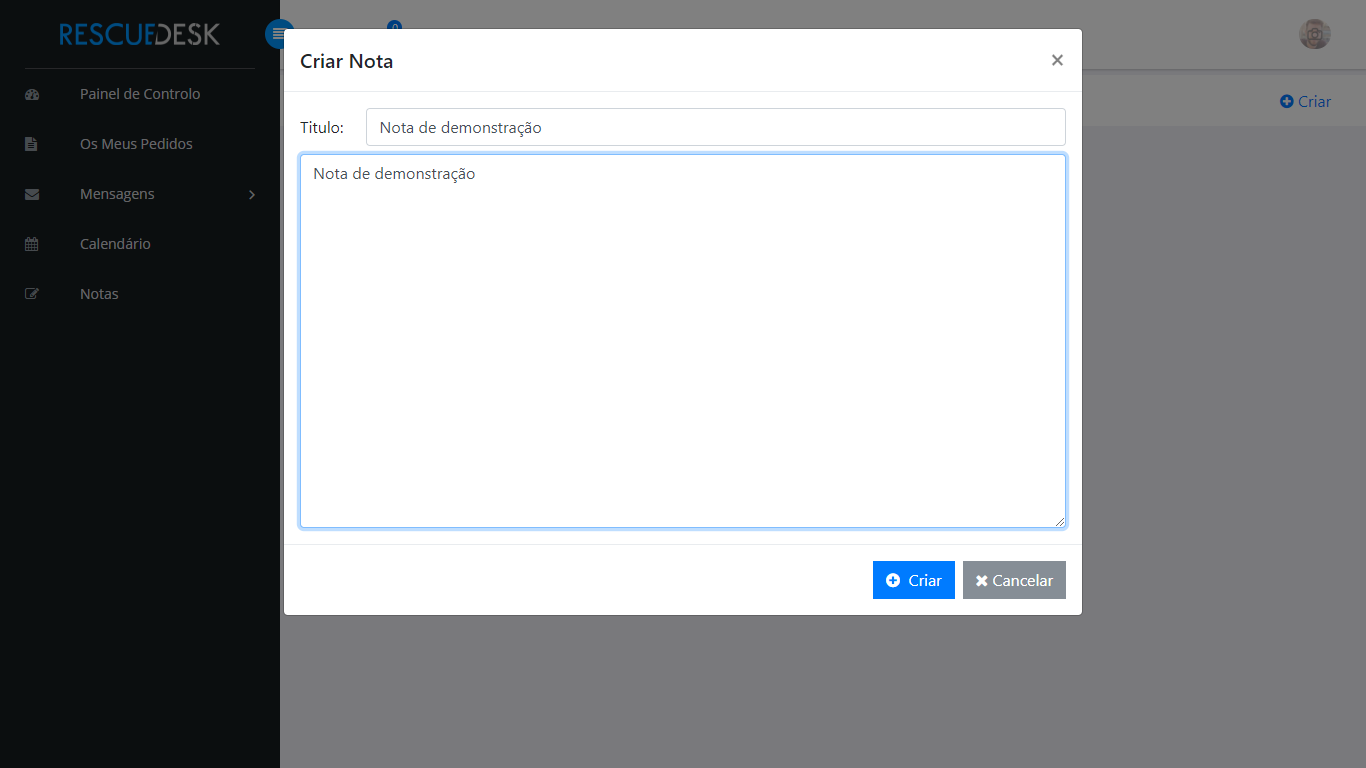 RESCUEDESK
0
Painel de Controlo
Os Meus Pedidos
Mensagens
Calendário
Notas
Criar
Criar Nota
×
Titulo:
Nota de demonstração
Nota de demonstração
Criar
Cancelar